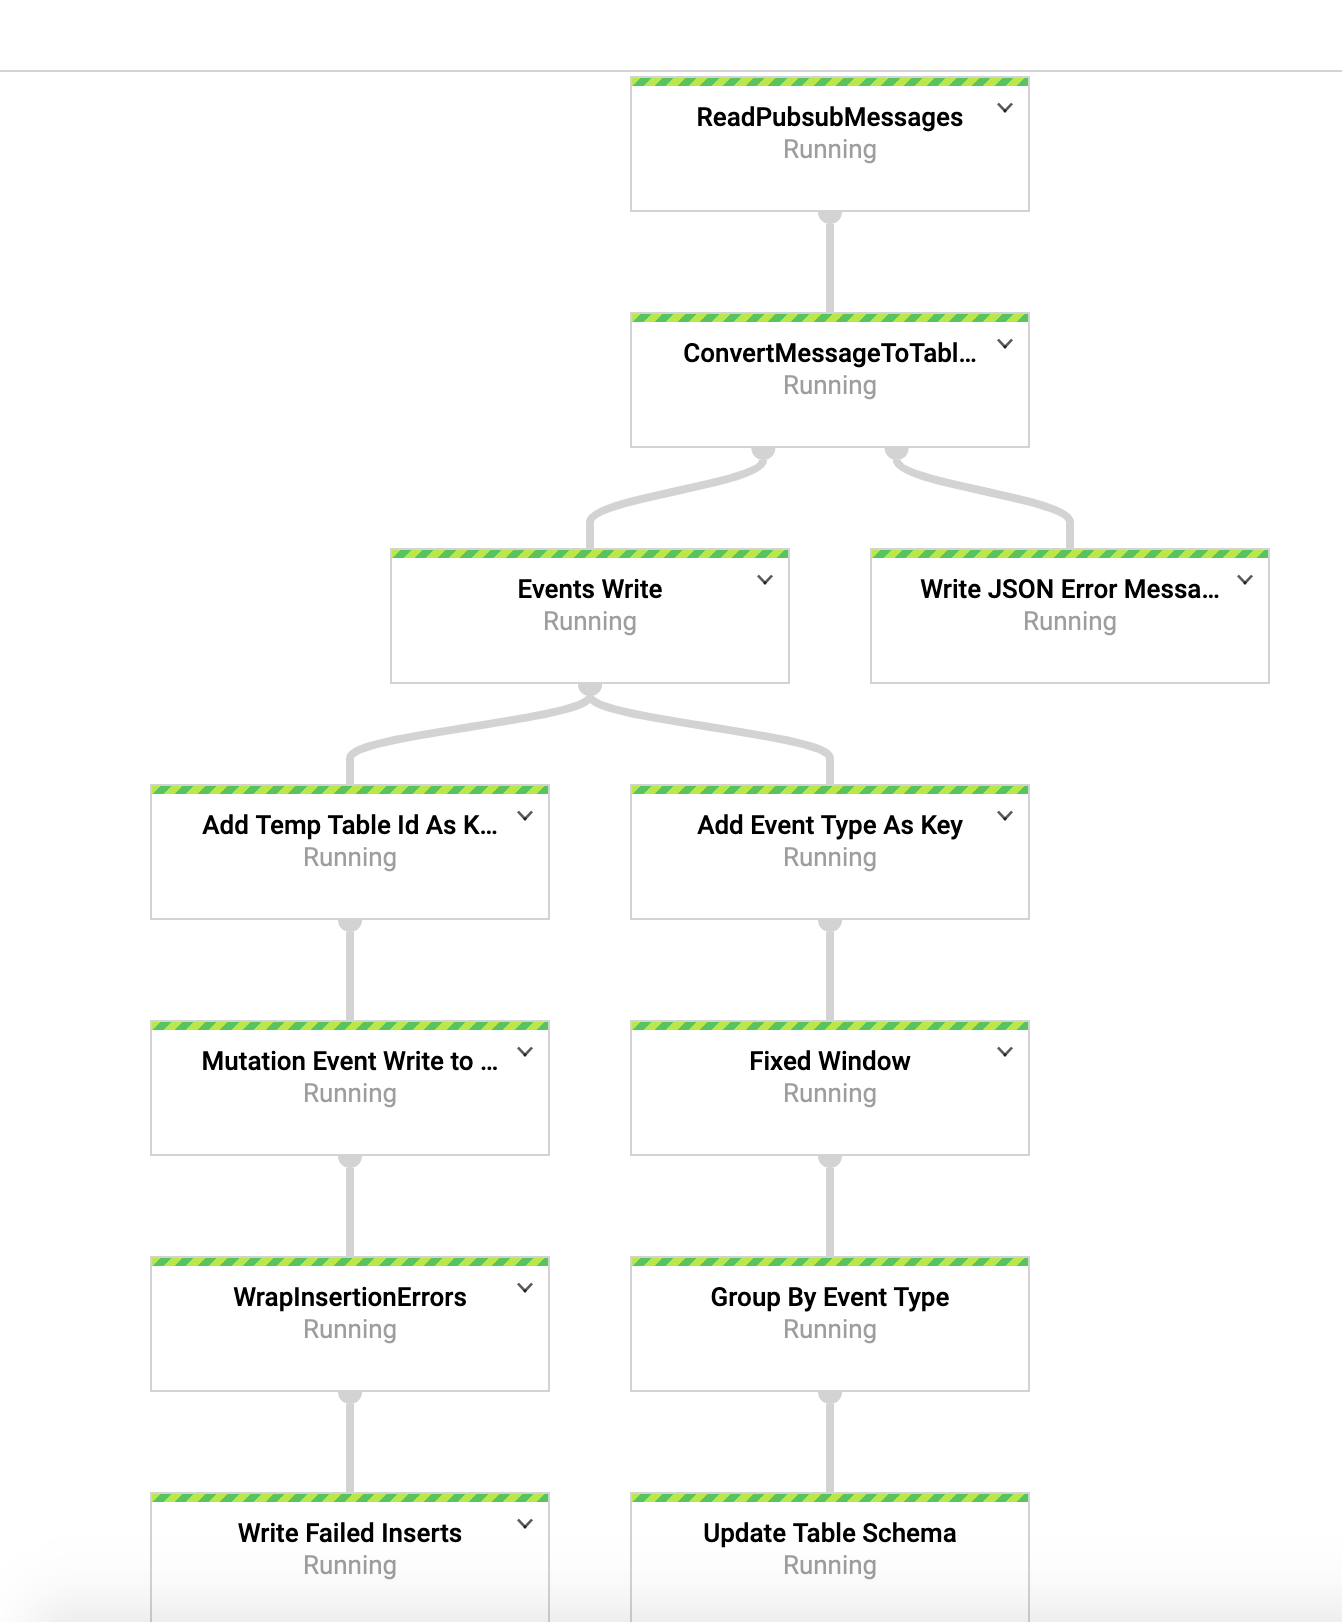 ReadPubsubMessages
Running
ConvertMessageToTabl...
Running
Events Write
Running
Write JSON Error Messa...
Running
Add Temp Table Id As K...
Running
Add Event Type As Key
Running
Mutation Event Write to ...
Running
Fixed Window
Running
WrapInsertionErrors
Running
Group By Event Type
Running
Write Failed Inserts
Running
Update Table Schema
Running